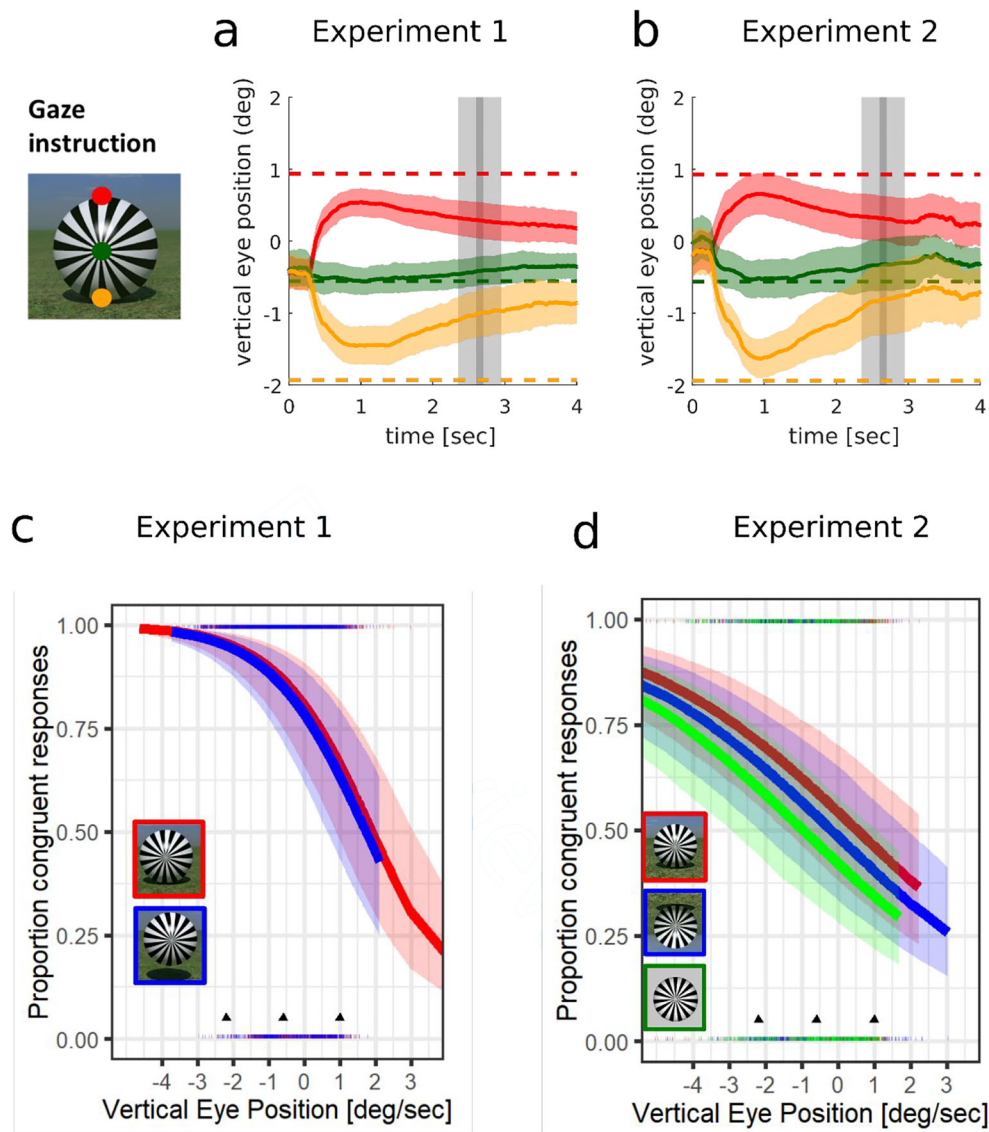 a
Experiment 1
b
Experiment 2
Gaze
instruction
vertical eye position (deg)
2
1
0
-1
-2
0
1
2
3
4
time [sec]
vertical eye position (deg)
2
1
0
-1
-2
0
1
2
3
4
time [sec]
c
Experiment 1
d
Experiment 2
Proportion congruent responses
1.00
0.75
0.50
0.25
0.00
-4
-3
-2
-1
0
1
2
3
Vertical Eye Position [deg/sec]
Proportion congruent responses
1.00
0.75
0.50
0.25
0.00
-4
-3
-2
-1
0
1
2
3
Vertical Eye Position [deg/sec]